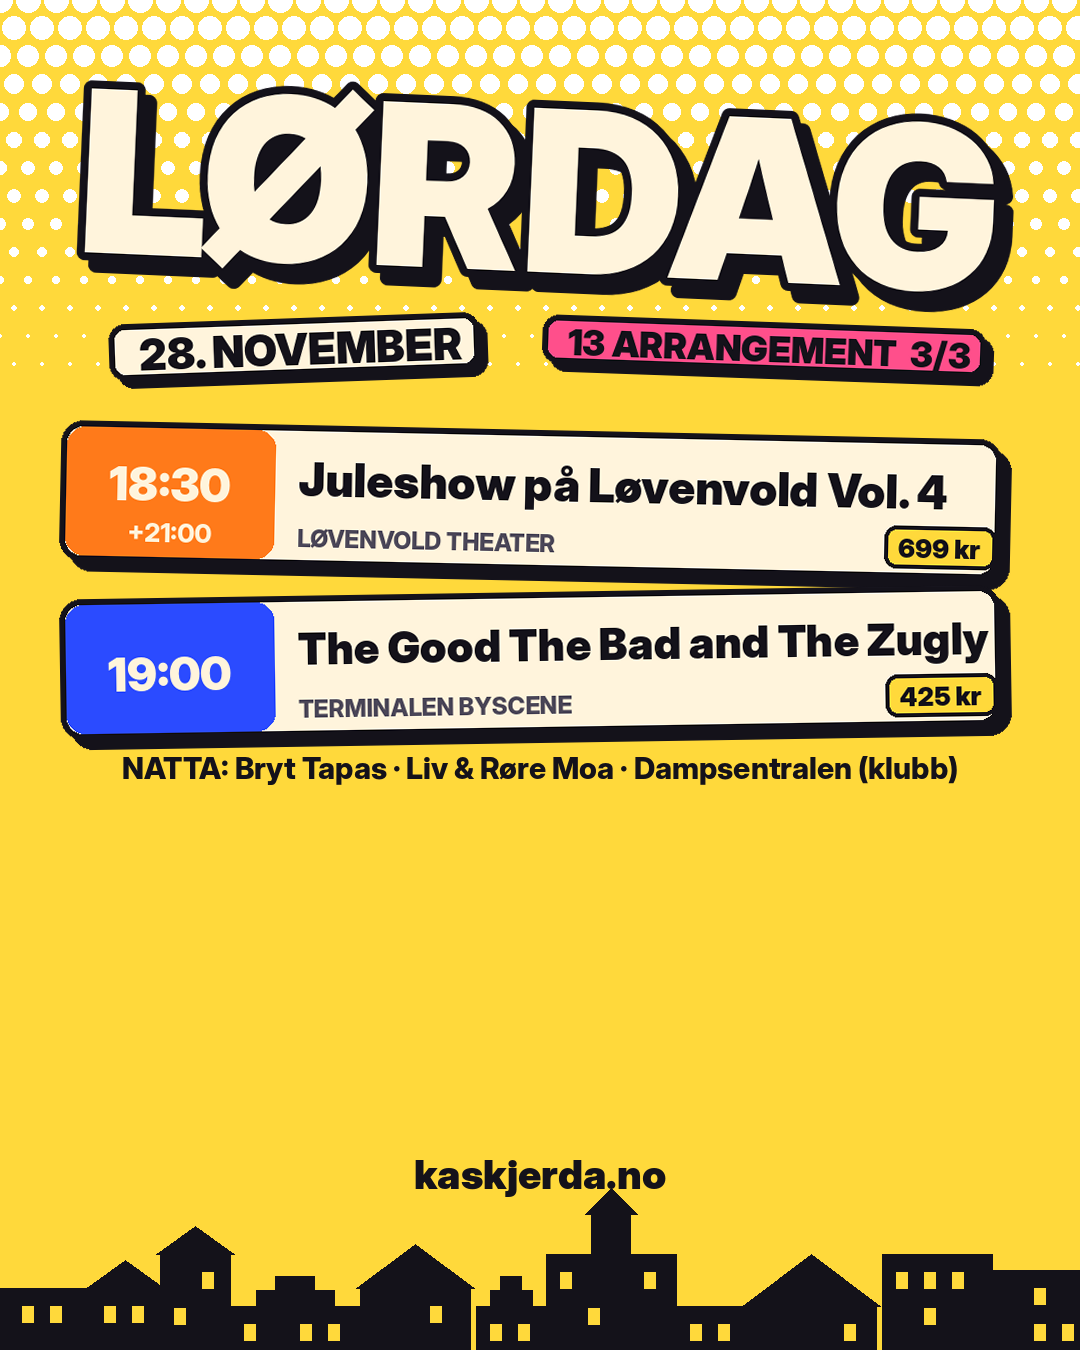 LØRDAG
28. NOVEMBER
13 ARRANGEMENT 3/3
18:30
+21:00
Juleshow på Løvenvold Vol. 4
LØVENVOLD THEATER
699 kr
19:00
The Good The Bad and The Zugly
TERMINALEN BYSCENE
425 kr
NATTA: Bryt Tapas · Liv & Røre Moa · Dampsentralen (klubb)
kaskjerda.no